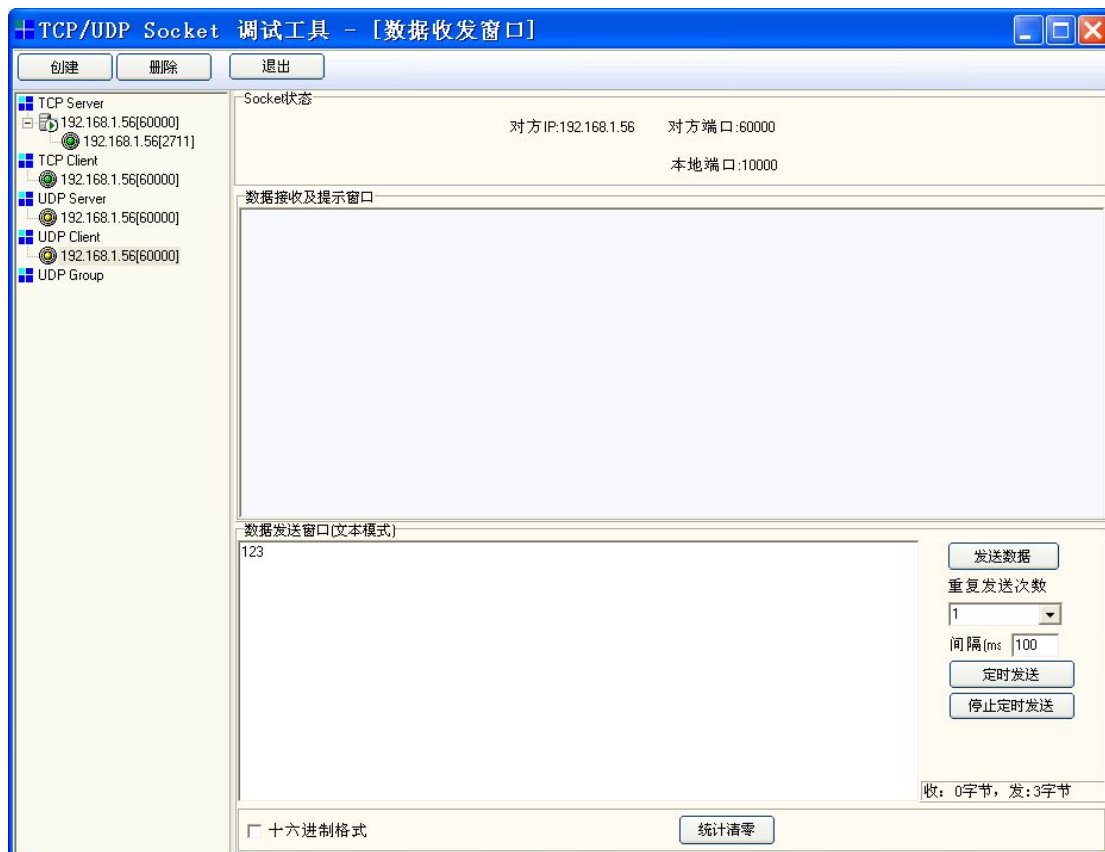 TCP/UDP Socket 调试工具 - [数据收发窗口]
创建 删除 退出
TCP Server
192.168.1.56[60000]
192.168.1.56[2711]
TCP Client
192.168.1.56[60000]
UDP Server
192.168.1.56[60000]
UDP Client
192.168.1.56[60000]
UDP Group
Socket状态
对方IP:192.168.1.56 对方端口:60000
本地端口:10000
数据接收及提示窗口
数据发送窗口(文本模式)
123
发送数据
重复发送次数
1
间隔(ms 100
定时发送
停止定时发送
收: 0字节, 发:3字节
十六进制格式
统计清零